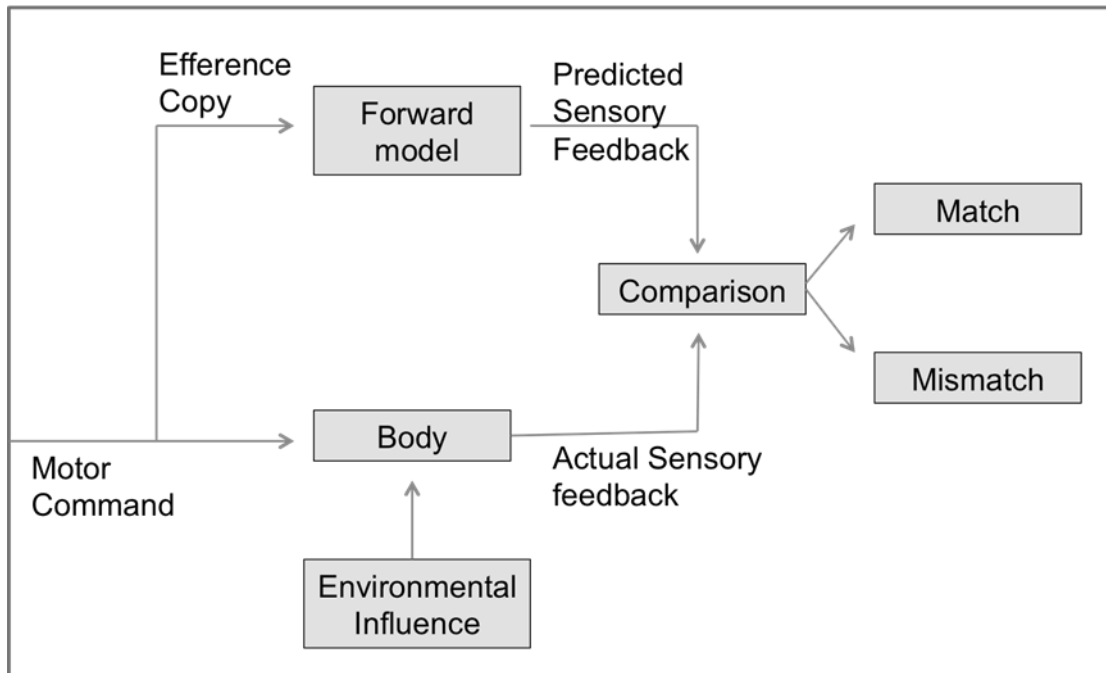 Efference
Copy
Forward
model
Predicted
Sensory
Feedback
Match
Comparison
Mismatch
Body
Motor
Command
Actual Sensory
feedback
Environmental
Influence